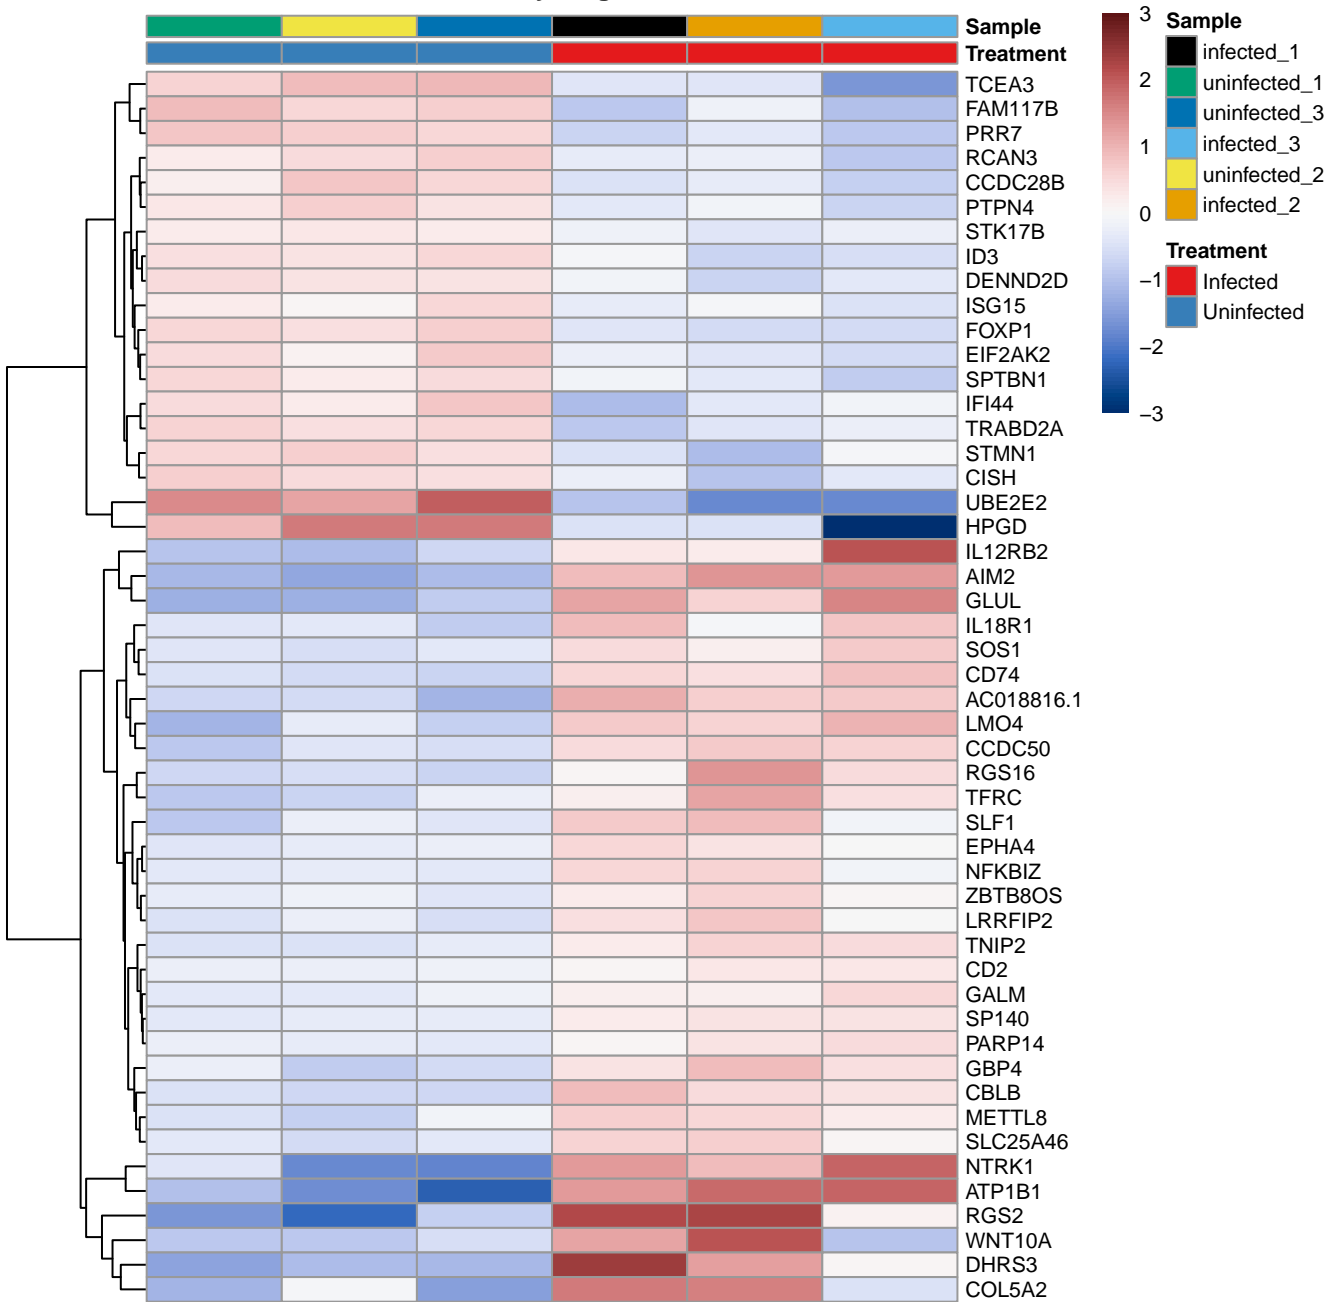 Sample
Treatment
TCEA3
FAM117B
PRR7
RCAN3
CCDC28B
PTPN4
STK17B
ID3
DENND2D
ISG15
FOXP1
EIF2AK2
SPTBN1
IFI44
TRABD2A
STMN1
CISH
UBE2E2
HPGD
IL12RB2
AIM2
GLUL
IL18R1
SOS1
CD74
AC018816.1
LMO4
CCDC50
RGS16
TFRC
SLF1
EPHA4
NFKBIZ
ZBTB8OS
LRRFIP2
TNIP2
CD2
GALM
SP140
PARP14
GBP4
CBLB
METTL8
SLC25A46
NTRK1
ATP1B1
RGS2
WNT10A
DHRS3
COL5A2
3
2
1
0
−1
−2
−3
Sample
infected_1
uninfected_1
uninfected_3
infected_3
uninfected_2
infected_2
Treatment
Infected
Uninfected